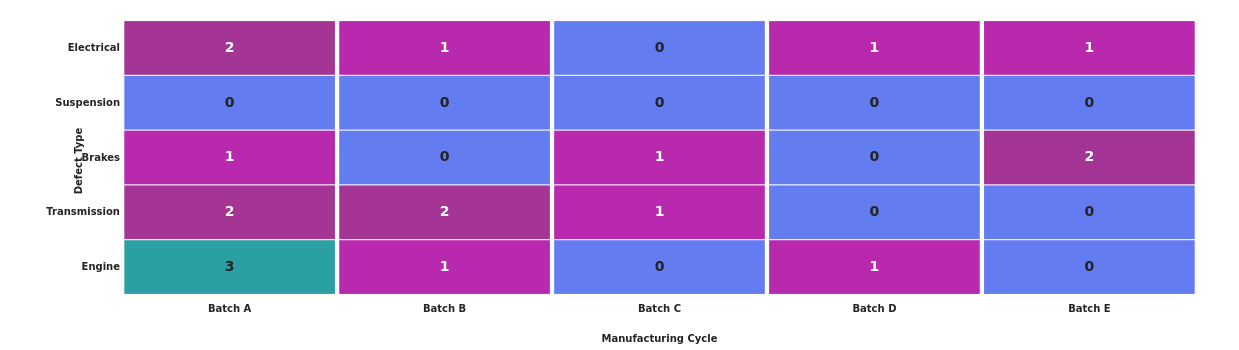 Defect Type
Electrical 2 1 0 1 1
Suspension 0 0 0 0 0
Brakes 1 0 1 0 2
Transmission 2 2 1 0 0
Engine 3 1 0 1 0
Batch A Batch B Batch C Batch D Batch E
Manufacturing Cycle